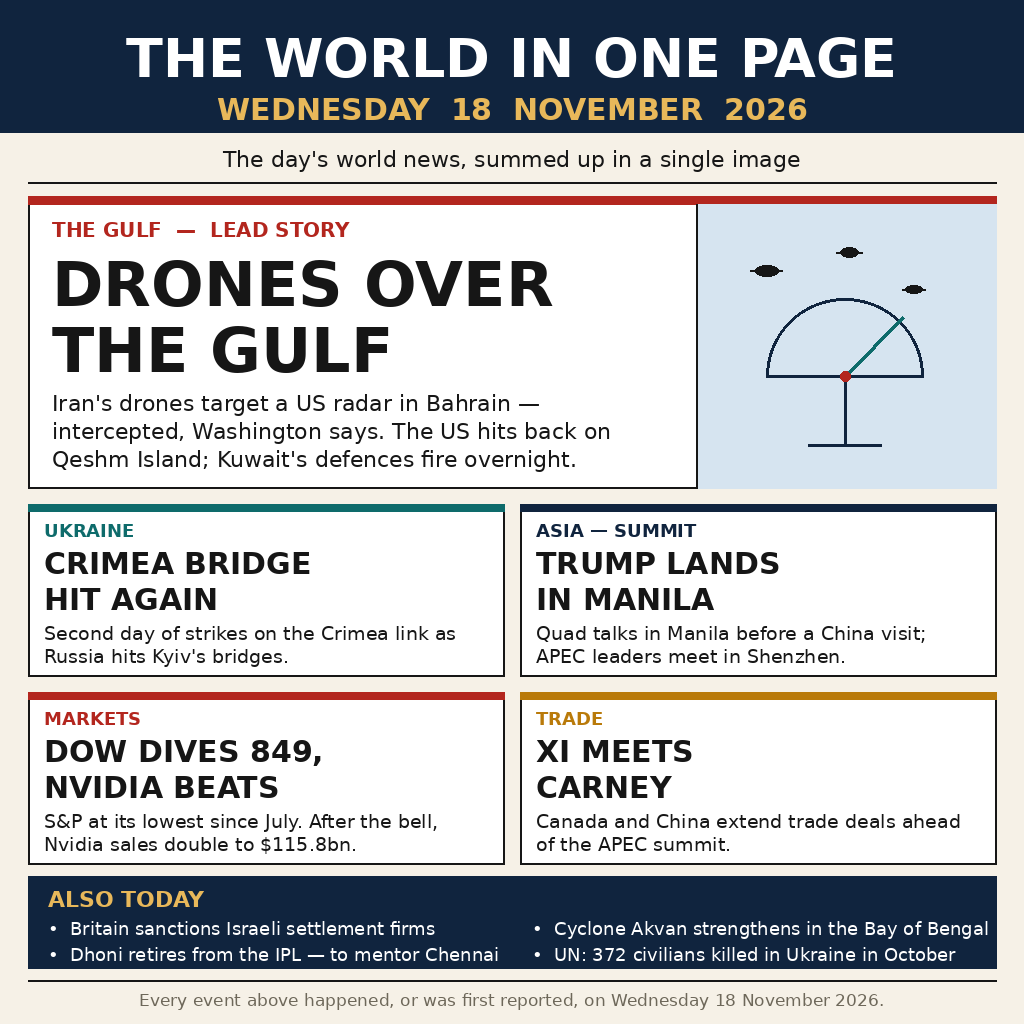 THE WORLD IN ONE PAGE
WEDNESDAY 18 NOVEMBER 2026
The day's world news, summed up in a single image
THE GULF — LEAD STORY
DRONES OVER
THE GULF
Iran's drones target a US radar in Bahrain —
intercepted, Washington says. The US hits back on
Qeshm Island; Kuwait's defences fire overnight.
UKRAINE
CRIMEA BRIDGE
HIT AGAIN
Second day of strikes on the Crimea link as
Russia hits Kyiv's bridges.
ASIA — SUMMIT
TRUMP LANDS
IN MANILA
Quad talks in Manila before a China visit;
APEC leaders meet in Shenzhen.
MARKETS
DOW DIVES 849,
NVIDIA BEATS
S&P at its lowest since July. After the bell,
Nvidia sales double to $115.8bn.
TRADE
XI MEETS
CARNEY
Canada and China extend trade deals ahead
of the APEC summit.
ALSO TODAY
• Britain sanctions Israeli settlement firms
• Dhoni retires from the IPL — to mentor Chennai
• Cyclone Akvan strengthens in the Bay of Bengal
• UN: 372 civilians killed in Ukraine in October
Every event above happened, or was first reported, on Wednesday 18 November 2026.